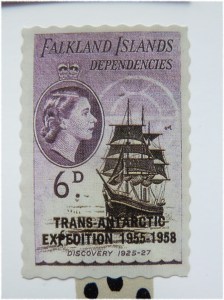 FALKLAND ISLANDS
DEPENDENCIES
6D.
TRANS-ANTARCTIC
EXPEDITION 1955-1958
DISCOVERY 1925-27